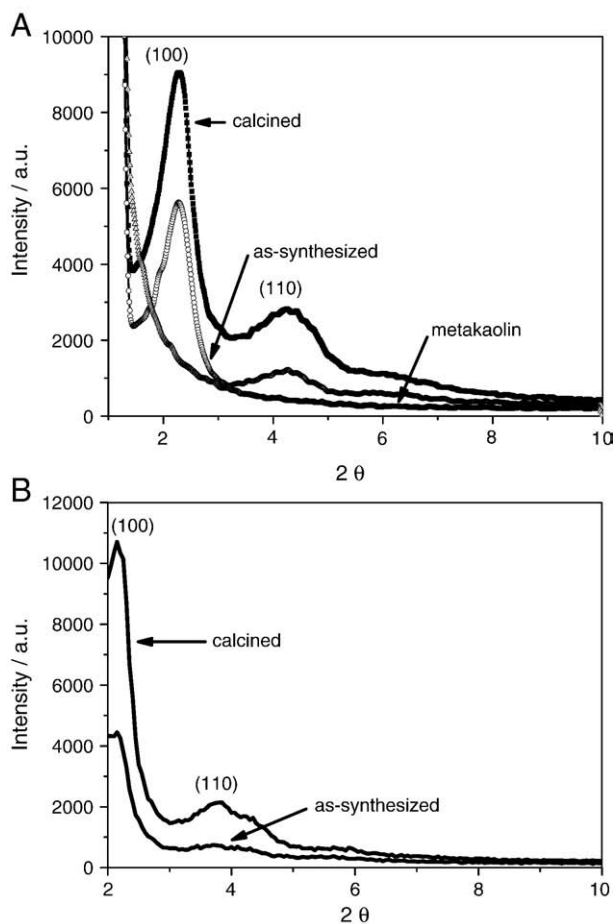 A
10000
8000
6000
4000
2000
0
Intensity / a.u.
(100)
calcined
as-synthesized
(110)
metakaolin
2 4 6 8 10
2 θ
B
12000
10000
8000
6000
4000
2000
0
Intensity / a.u.
(100)
calcined
(110)
as-synthesized
2 4 6 8 10
2 θ